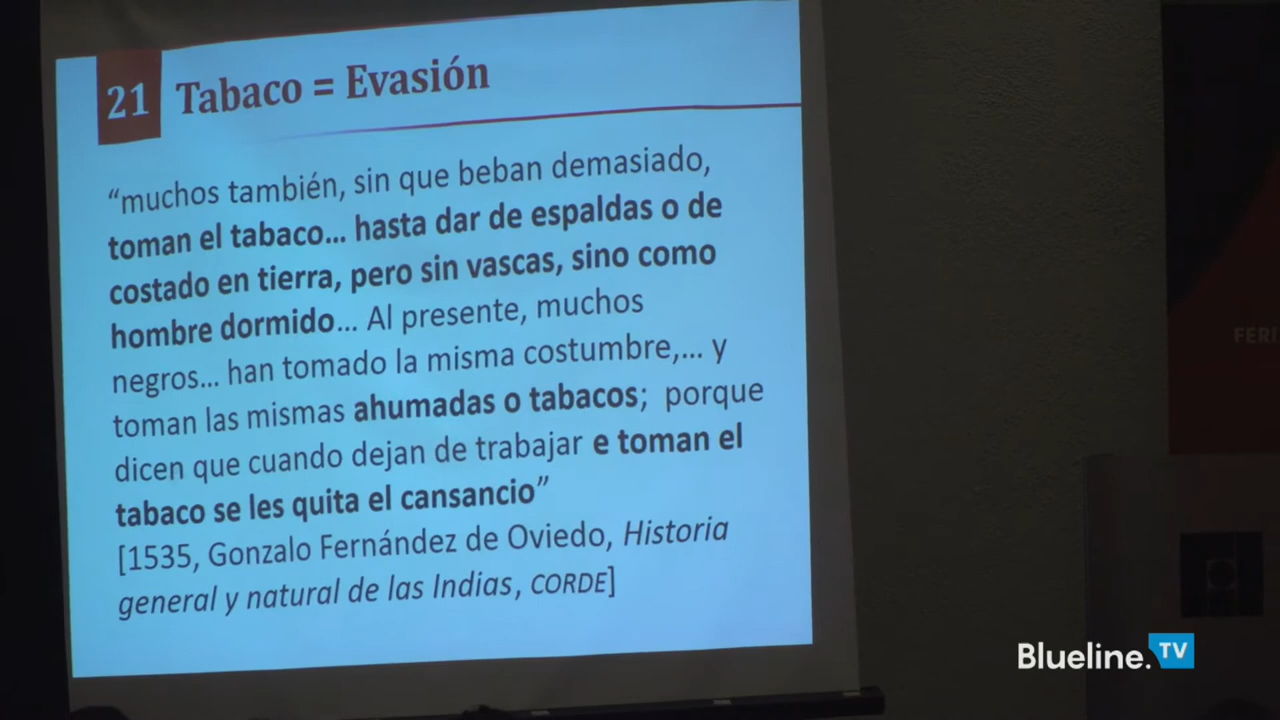 21 Tabaco = Evasión
“muchos también, sin que beban demasiado,
toman el tabaco... hasta dar de espaldas o de
costado en tierra, pero sin vascas, sino como
hombre dormido... Al presente, muchos
negros... han tomado la misma costumbre,... y
toman las mismas ahumadas o tabacos; porque
dicen que cuando dejan de trabajar e toman el
tabaco se les quita el cansancio”
[1535, Gonzalo Fernández de Oviedo, Historia
general y natural de las Indias, CORDE]
Blueline.TV